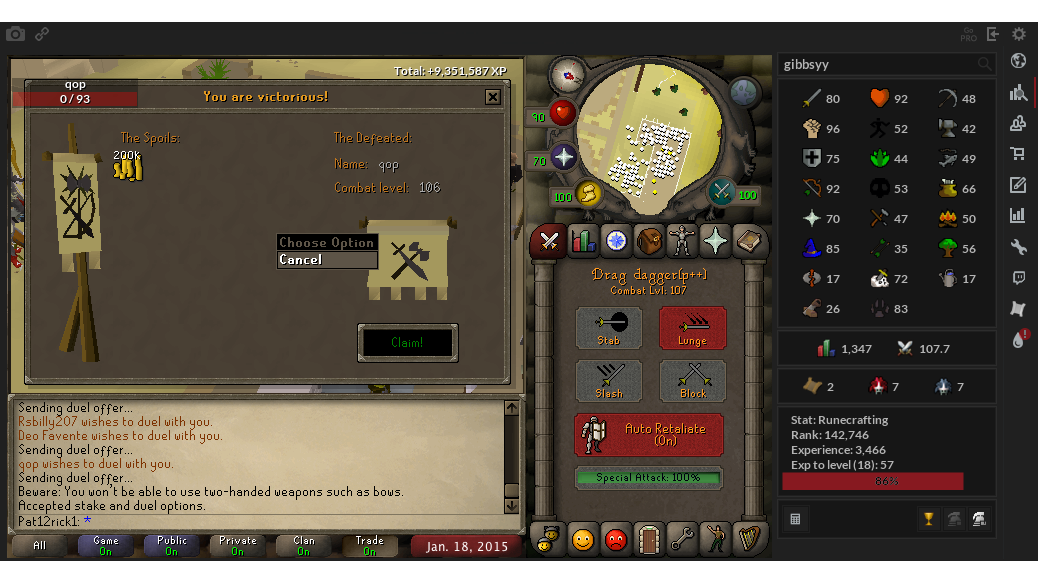 Go
PRO
Total: +9,351,587 XP
gibbsyy
qop
0 / 93
You are victorious!
The Spoils:
200k
The Defeated:
Name: qop
Combat level: 106
Choose Option
Cancel
Claim!
90
70
100
100
Drag dagger(p++)
Combat Lvl: 107
Stab
Lunge
Slash
Block
Auto Retaliate
(On)
Special Attack: 100%
80 92 48
96 52 42
75 44 49
92 53 66
70 47 50
85 35 56
17 72 17
26 83
1,347 107.7
2 7 7
Stat: Runecrafting
Rank: 142,746
Experience: 3,466
Exp to level (18): 57
86%
Sending duel offer...
Rsbilly207 wishes to duel with you.
Deo Favente wishes to duel with you.
Sending duel offer...
qop wishes to duel with you.
Sending duel offer...
Beware: You won't be able to use two-handed weapons such as bows.
Accepted stake and duel options.
Pat12rick1: *
All
Game
On
Public
On
Private
On
Clan
On
Trade
On
Jan. 18, 2015